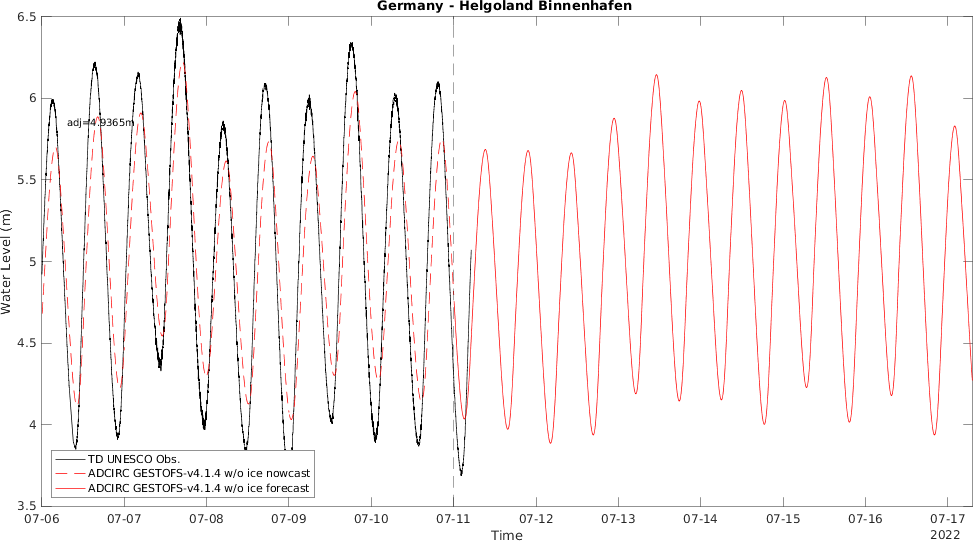 Germany - Helgoland Binnenhafen
6.5
6
5.5
5
4.5
4
3.5
Water Level (m)
adj=4.9365m
TD UNESCO Obs.
ADCIRC GESTOFS-v4.1.4 w/o ice nowcast
ADCIRC GESTOFS-v4.1.4 w/o ice forecast
07-06 07-07 07-08 07-09 07-10 07-11 07-12 07-13 07-14 07-15 07-16 07-17
Time
2022